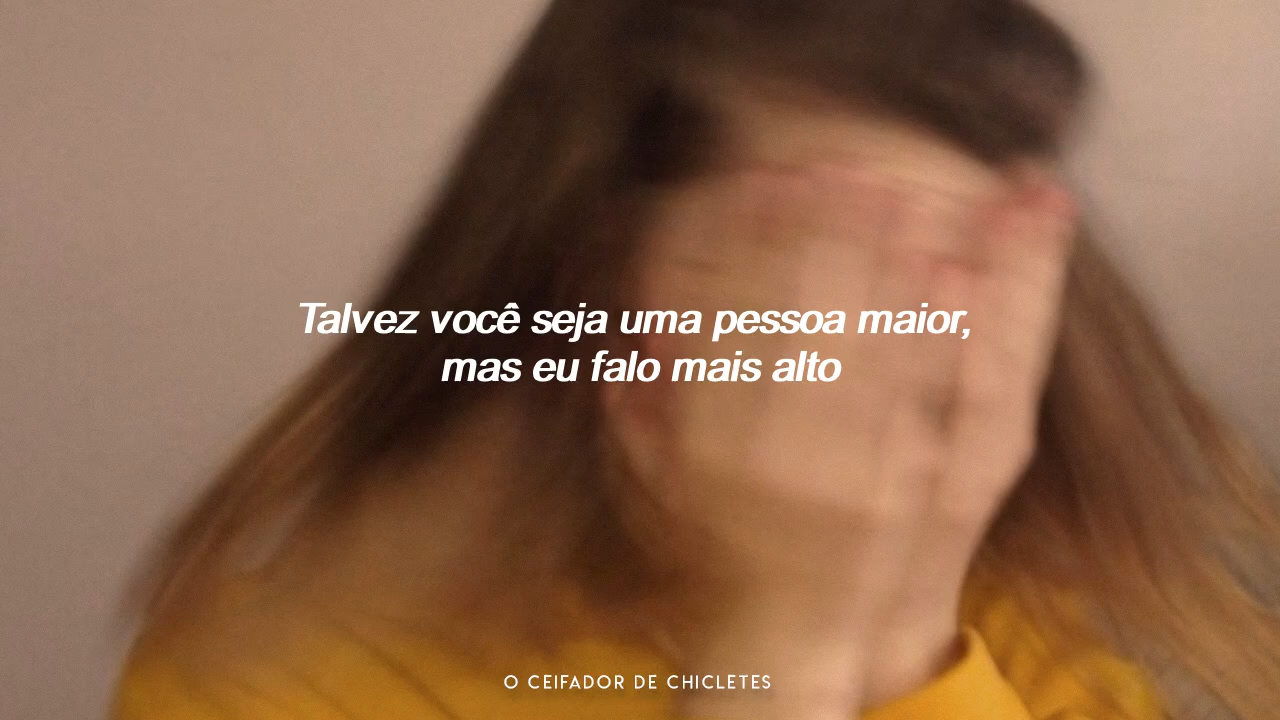 Talvez você seja uma pessoa maior,
mas eu falo mais alto
O CEIFADOR DE CHICLETES